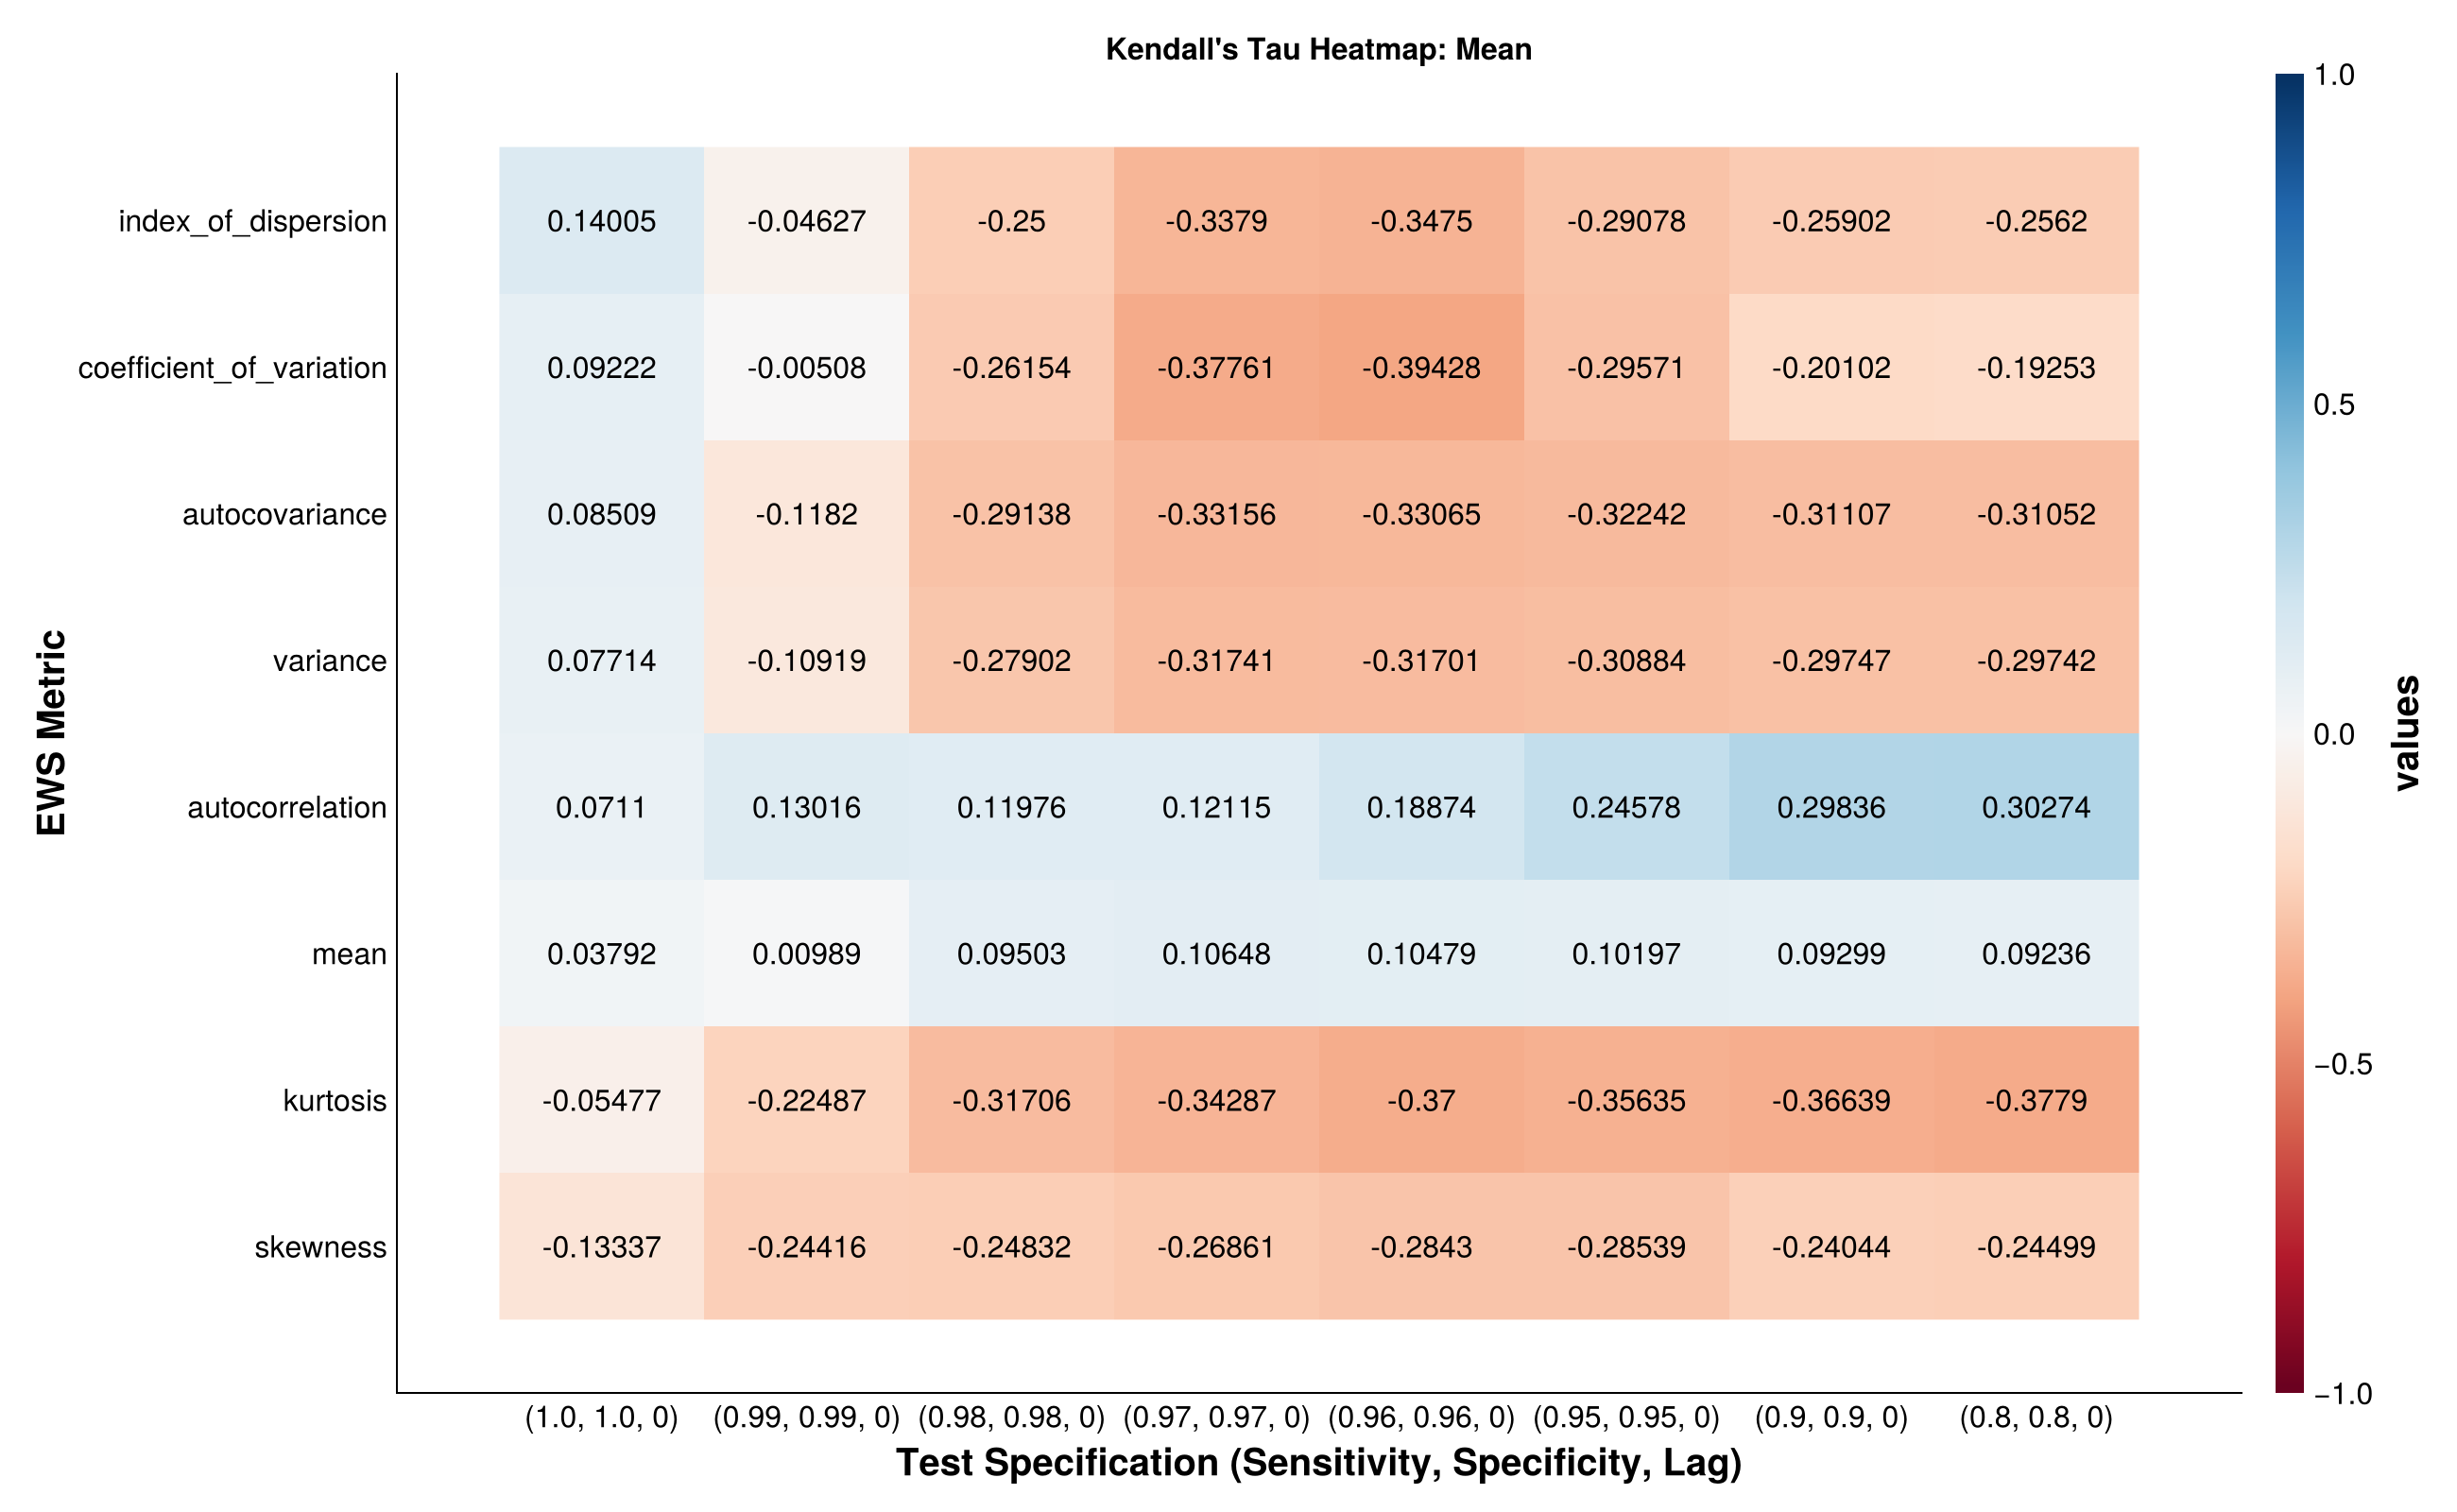 Kendall's Tau Heatmap: Mean
EWS Metric
index_of_dispersion 0.14005 -0.04627 -0.25 -0.3379 -0.3475 -0.29078 -0.25902 -0.2562
coefficient_of_variation 0.09222 -0.00508 -0.26154 -0.37761 -0.39428 -0.29571 -0.20102 -0.19253
autocovariance 0.08509 -0.1182 -0.29138 -0.33156 -0.33065 -0.32242 -0.31107 -0.31052
variance 0.07714 -0.10919 -0.27902 -0.31741 -0.31701 -0.30884 -0.29747 -0.29742
autocorrelation 0.0711 0.13016 0.11976 0.12115 0.18874 0.24578 0.29836 0.30274
mean 0.03792 0.00989 0.09503 0.10648 0.10479 0.10197 0.09299 0.09236
kurtosis -0.05477 -0.22487 -0.31706 -0.34287 -0.37 -0.35635 -0.36639 -0.3779
skewness -0.13337 -0.24416 -0.24832 -0.26861 -0.2843 -0.28539 -0.24044 -0.24499
(1.0, 1.0, 0) (0.99, 0.99, 0) (0.98, 0.98, 0) (0.97, 0.97, 0) (0.96, 0.96, 0) (0.95, 0.95, 0) (0.9, 0.9, 0) (0.8, 0.8, 0)
Test Specification (Sensitivity, Specificity, Lag)
1.0
0.5
0.0
−0.5
−1.0
values